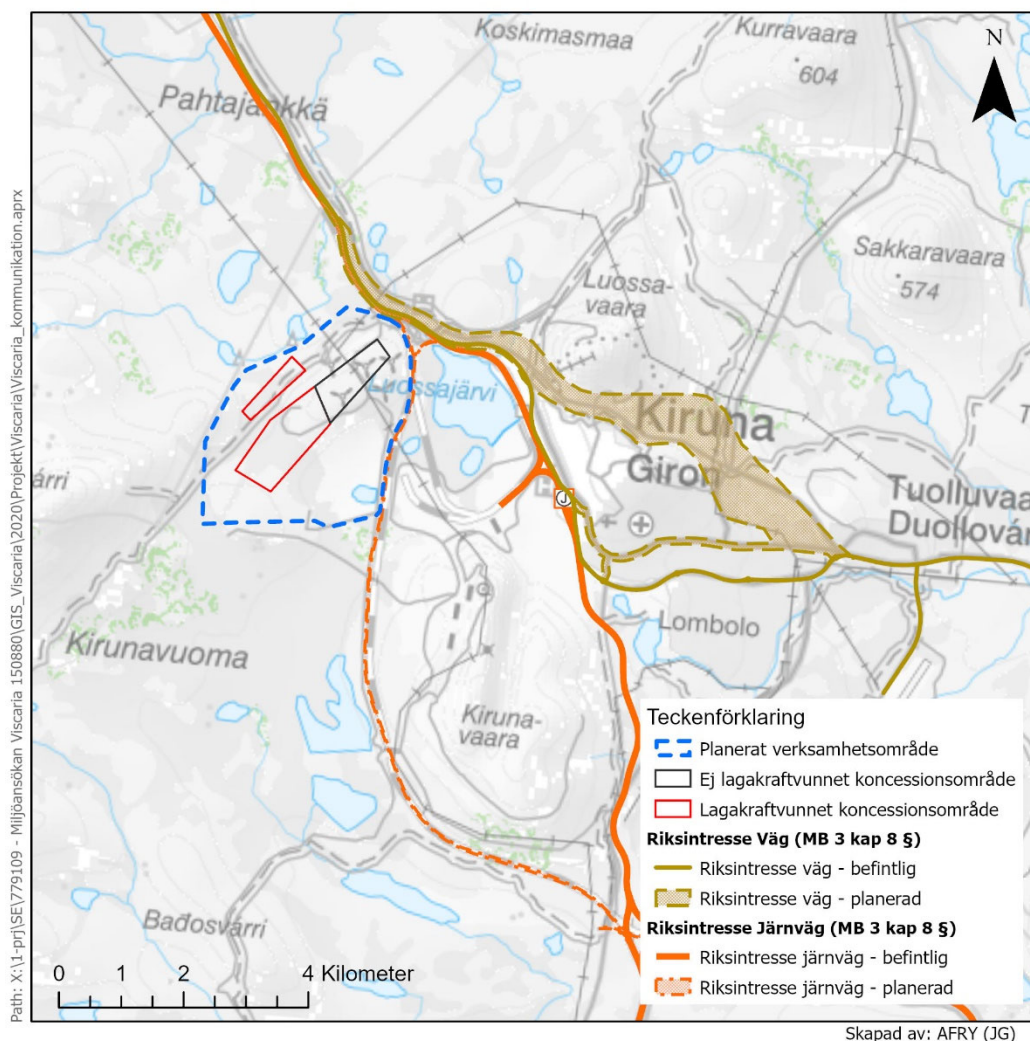 Koskimasmaa
Kurravaara
604
N
Pahtajänkkä
Sakkaravaara
574
Luossa-
vaara
Luossajärvi
Kiruna
Giron
J
Tuolluvaa
Duollovár
ärri
Lombolo
Kirunavuoma
Kiruna-
vaara
Bađosvárri
0 1 2 4 Kilometer
Teckenförklaring
Planerat verksamhetsområde
Ej lagakraftvunnet koncessionsområde
Lagakraftvunnet koncessionsområde
Riksintresse Väg (MB 3 kap 8 §)
Riksintresse väg - befintlig
Riksintresse väg - planerad
Riksintresse Järnväg (MB 3 kap 8 §)
Riksintresse järnväg - befintlig
Riksintresse järnväg - planerad
Path: X:\1-prj\SE\779109 - Miljöansökan Viscaria 150880\GIS_Viscaria\2020\Projekt\Viscaria\Viscaria_kommunikation.aprx
Skapad av: AFRY (JG)